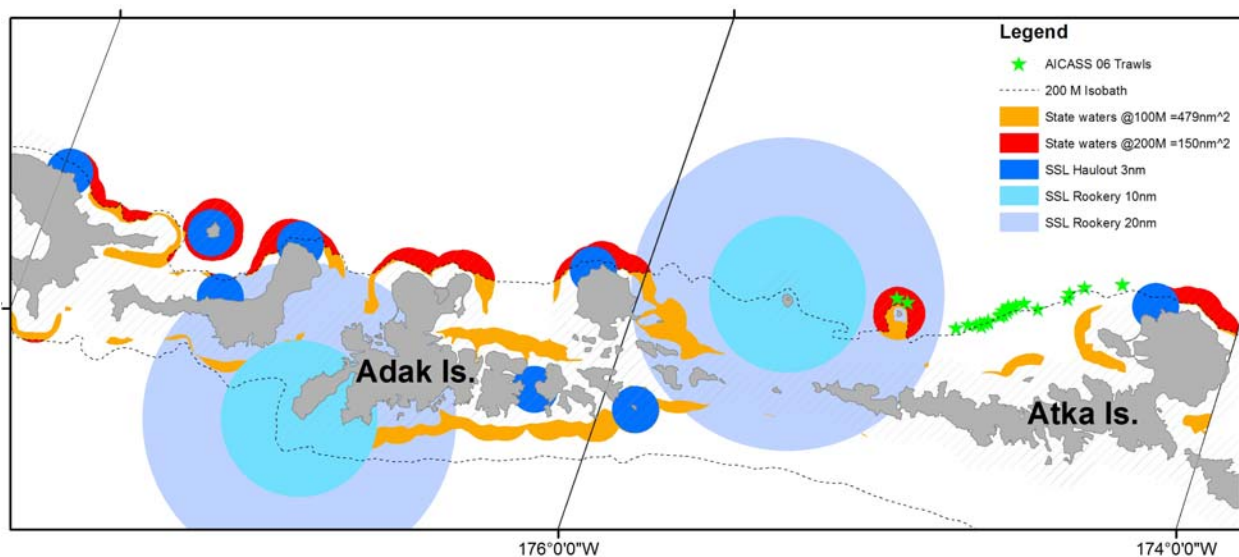 Legend
AICASS 06 Trawls
200 M Isobath
State waters @100M =479nm^2
State waters @200M =150nm^2
SSL Haulout 3nm
SSL Rookery 10nm
SSL Rookery 20nm
Adak Is.
Atka Is.
176°0'0"W
174°0'0"W